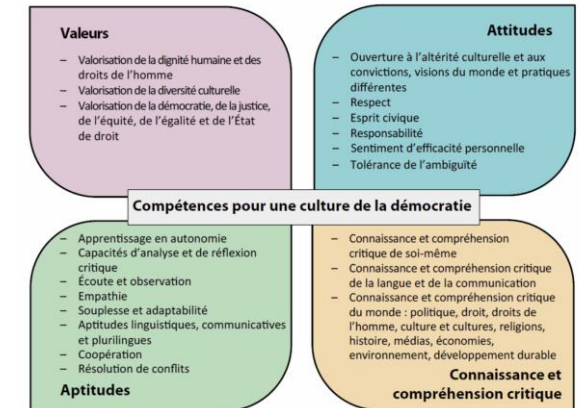 Valeurs
– Valorisation de la dignité humaine et des
droits de l'homme
– Valorisation de la diversité culturelle
– Valorisation de la démocratie, de la justice,
de l'équité, de l'égalité et de l'État
de droit
Attitudes
– Ouverture à l'altérité culturelle et aux
convictions, visions du monde et pratiques
différentes
– Respect
– Esprit civique
– Responsabilité
– Sentiment d'efficacité personnelle
– Tolérance de l'ambiguïté
Compétences pour une culture de la démocratie
– Apprentissage en autonomie
– Capacités d'analyse et de réflexion
critique
– Écoute et observation
– Empathie
– Souplesse et adaptabilité
– Aptitudes linguistiques, communicatives
et plurilingues
– Coopération
– Résolution de conflits
Aptitudes
– Connaissance et compréhension
critique de soi-même
– Connaissance et compréhension critique
de la langue et de la communication
– Connaissance et compréhension critique
du monde : politique, droit, droits de
l'homme, culture et cultures, religions,
histoire, médias, économies,
environnement, développement durable
Connaissance et
compréhension critique